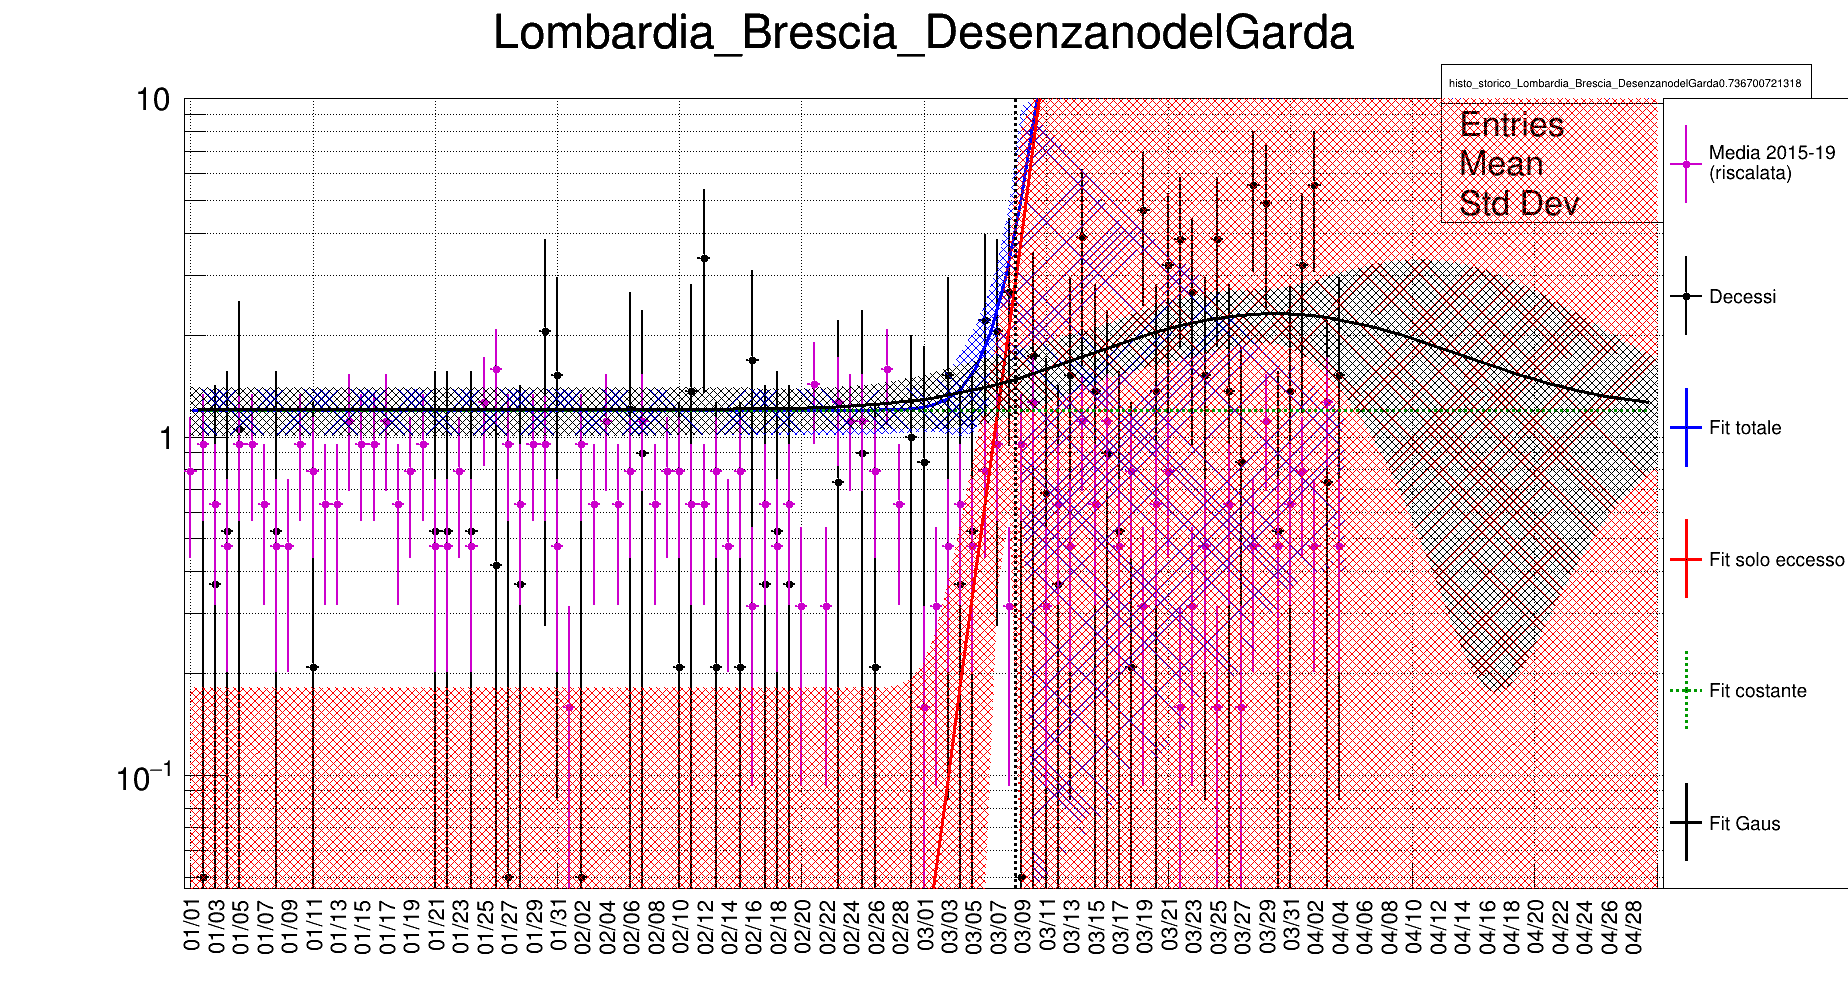 Lombardia_Brescia_DesenzanodelGarda
histo_storico_Lombardia_Brescia_DesenzanodelGarda0.736700721318
Entries
Mean
Std Dev
10
1
10−1
Media 2015-19
(riscalata)
Decessi
Fit totale
Fit solo eccesso
Fit costante
Fit Gaus
01/01 01/03 01/05 01/07 01/09 01/11 01/13 01/15 01/17 01/19 01/21 01/23 01/25 01/27 01/29 01/31 02/02 02/04 02/06 02/08 02/10 02/12 02/14 02/16 02/18 02/20 02/22 02/24 02/26 02/28 03/01 03/03 03/05 03/07 03/09 03/11 03/13 03/15 03/17 03/19 03/21 03/23 03/25 03/27 03/29 03/31 04/02 04/04 04/06 04/08 04/10 04/12 04/14 04/16 04/18 04/20 04/22 04/24 04/26 04/28